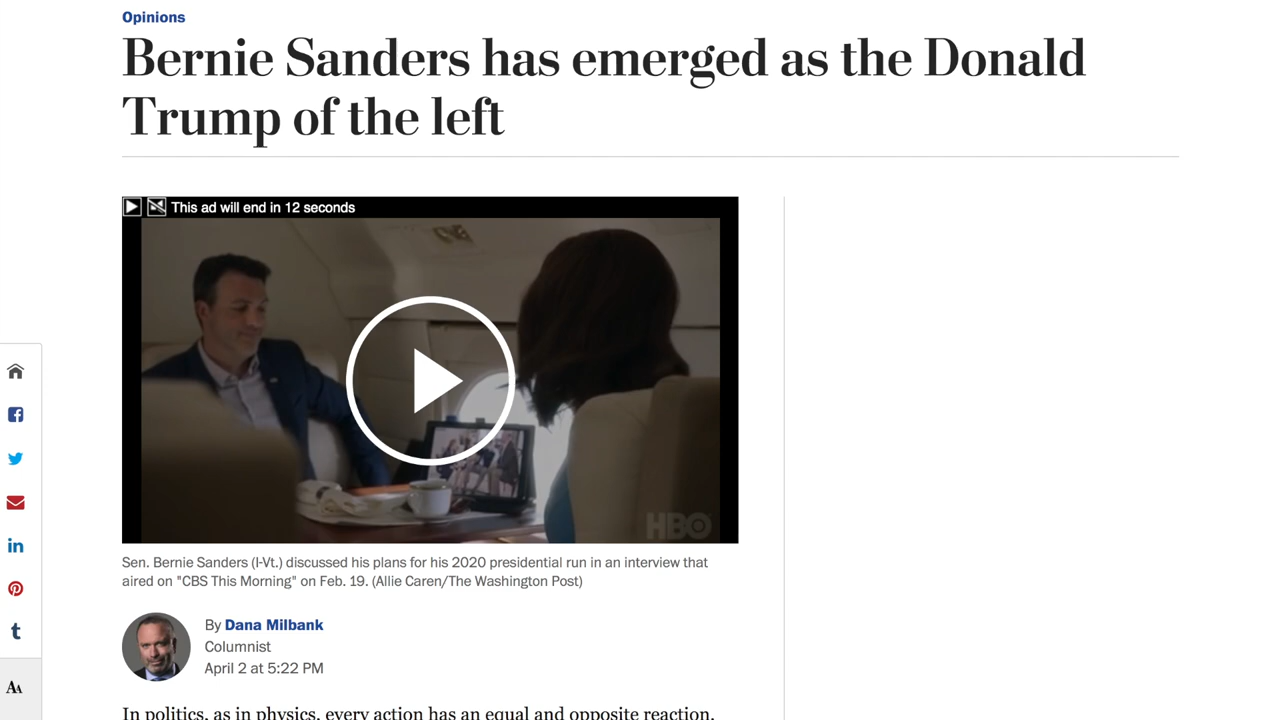 Opinions
Bernie Sanders has emerged as the Donald
Trump of the left
This ad will end in 12 seconds
HBO
Sen. Bernie Sanders (I-Vt.) discussed his plans for his 2020 presidential run in an interview that
aired on "CBS This Morning" on Feb. 19. (Allie Caren/The Washington Post)
By Dana Milbank
Columnist
April 2 at 5:22 PM
in
t
AA
In politics, as in physics, every action has an equal and opposite reaction.